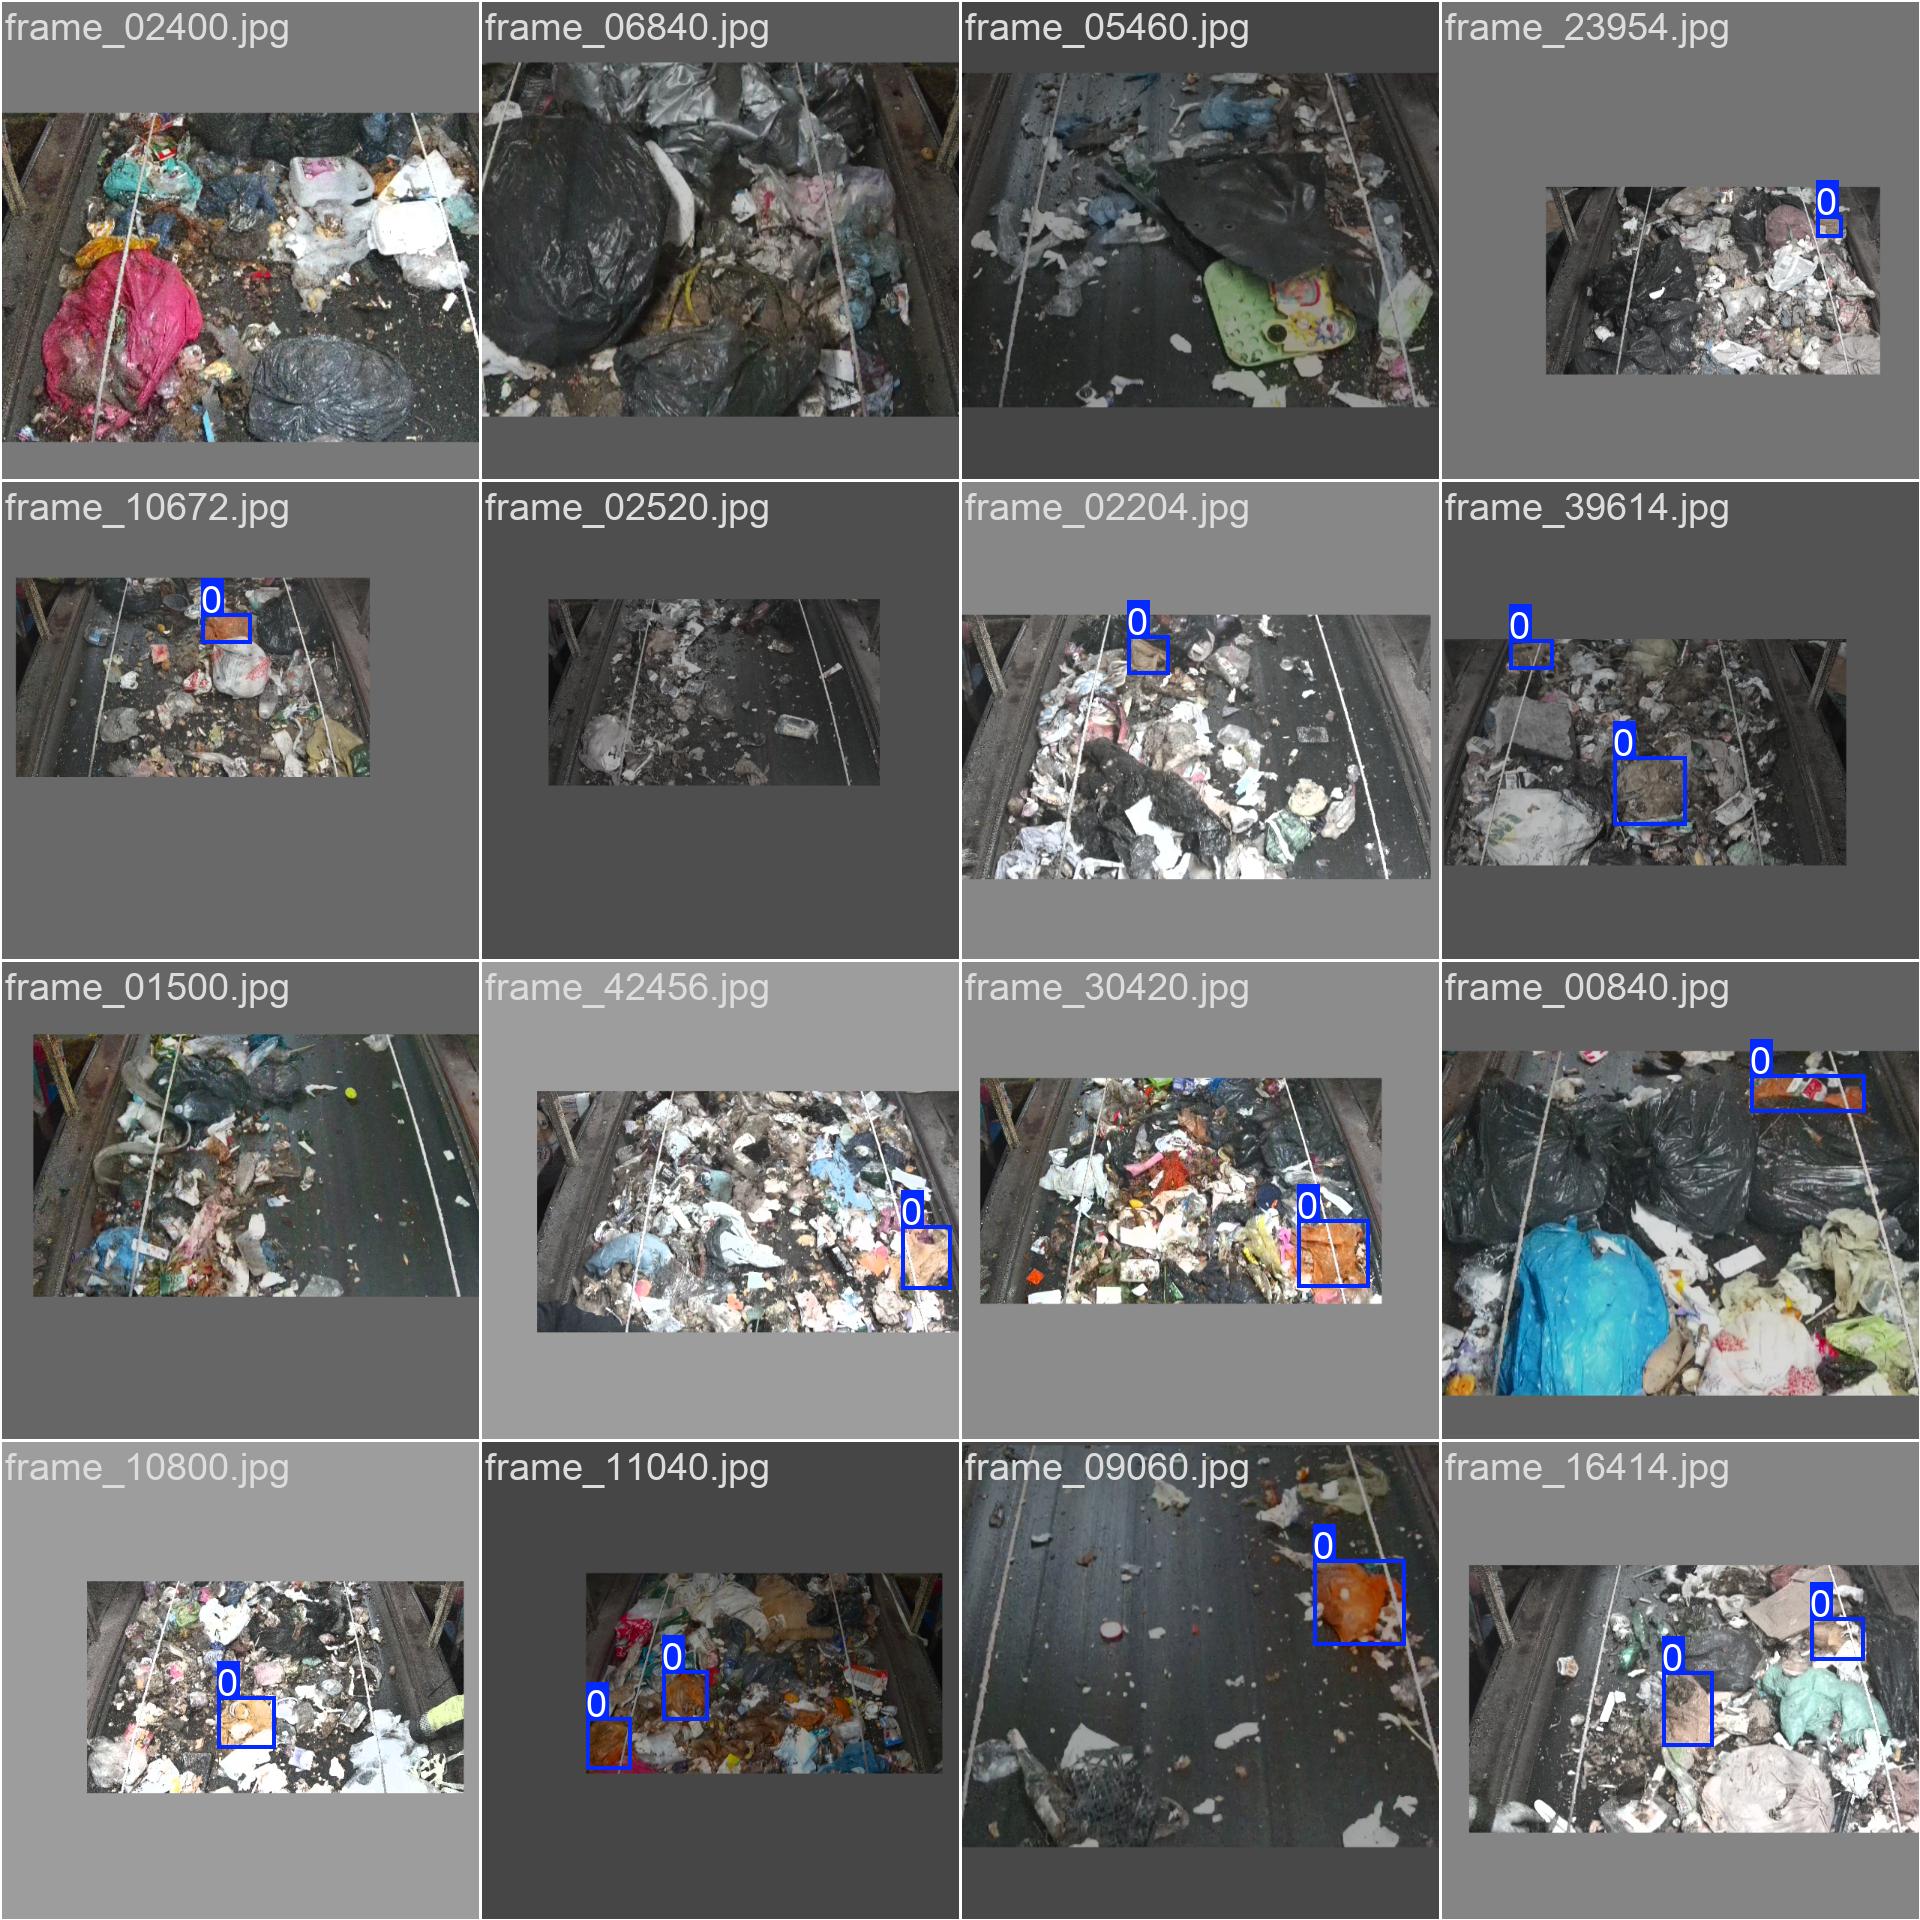 frame_02400.jpg
frame_06840.jpg
frame_05460.jpg
frame_23954.jpg
0
frame_10672.jpg
frame_02520.jpg
frame_02204.jpg
frame_39614.jpg
0
0
0
0
frame_01500.jpg
frame_42456.jpg
frame_30420.jpg
frame_00840.jpg
0
0
0
frame_10800.jpg
frame_11040.jpg
frame_09060.jpg
frame_16414.jpg
0
0
0
0
0
0